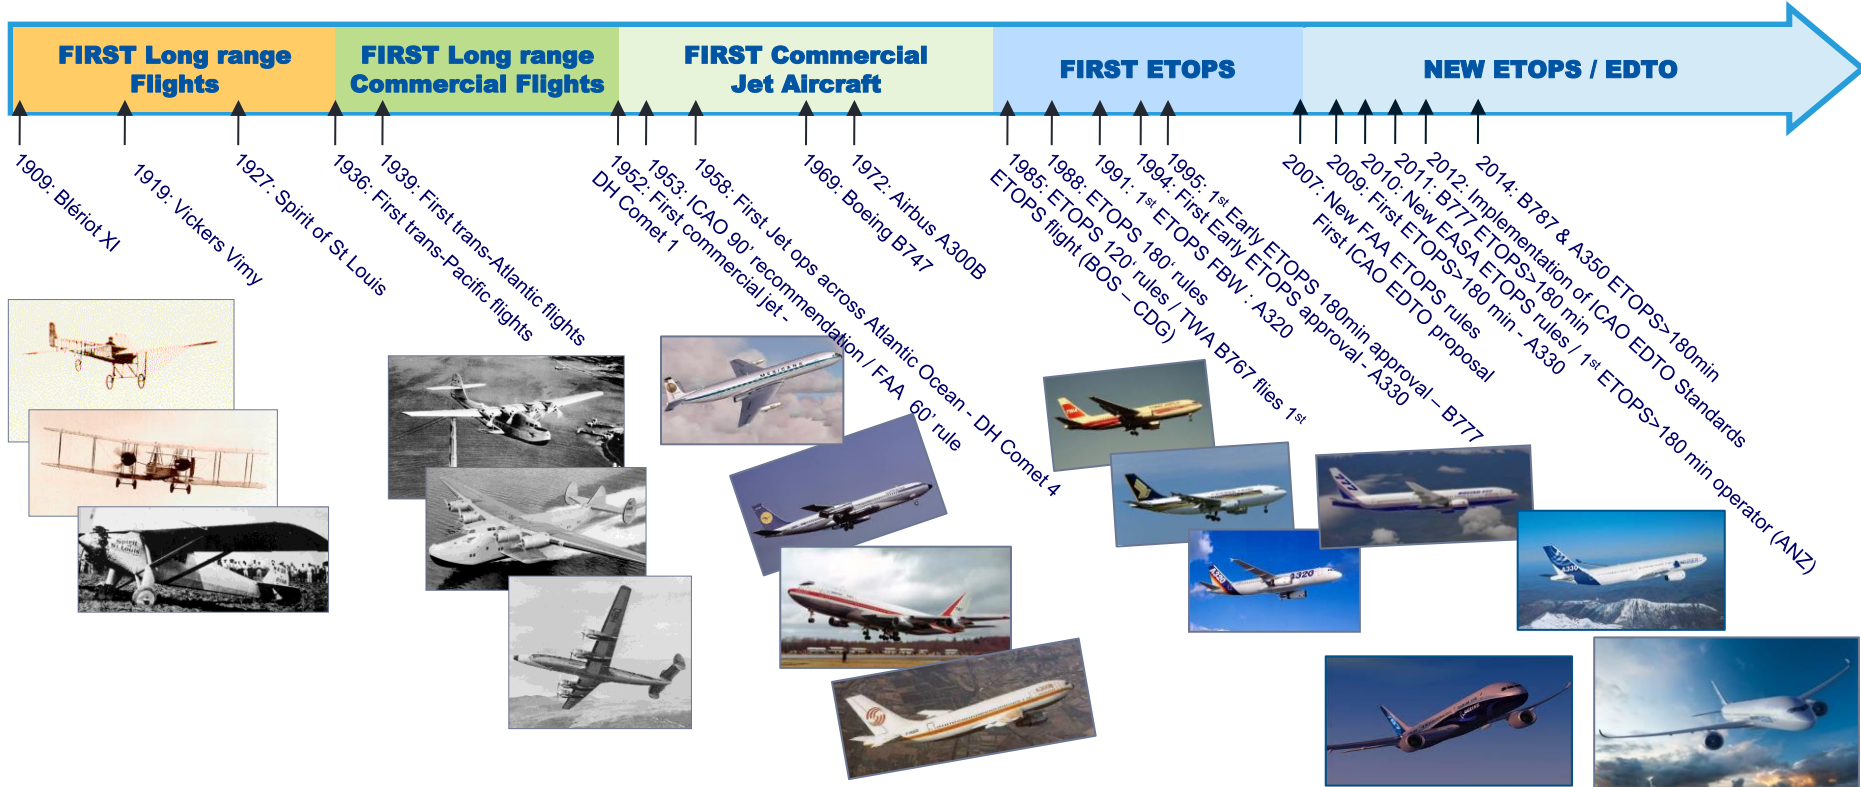 FIRST Long range
Flights
FIRST Long range
Commercial Flights
FIRST Commercial
Jet Aircraft
FIRST ETOPS
NEW ETOPS / EDTO
1909: Blériot XI
1919: Vickers Vimy
1927: Spirit of St Louis
1936: First trans-Pacific flights
1939: First trans-Atlantic flights
1952: First commercial jet -
DH Comet 1
1953: ICAO 90’ recommendation / FAA 60’ rule
1958: First Jet ops across Atlantic Ocean - DH Comet 4
1969: Boeing B747
1972: Airbus A300B
1985: ETOPS 120‘ rules / TWA B767 flies 1st
ETOPS flight (BOS – CDG)
1988: ETOPS 180‘ rules
1991: 1st ETOPS FBW : A320
1994: First Early ETOPS approval - A330
1995: 1st Early ETOPS 180min approval – B777
2007: New FAA ETOPS rules
First ICAO EDTO proposal
2009: First ETOPS>180 min - A330
2010: New EASA ETOPS rules / 1st ETOPS>180 min operator (ANZ)
2011: B777 ETOPS>180 min
2012: Implementation of ICAO EDTO Standards
2014: B787 & A350 ETOPS>180min
MEXICANA
Spirit
St. Louis
777
A320
A330